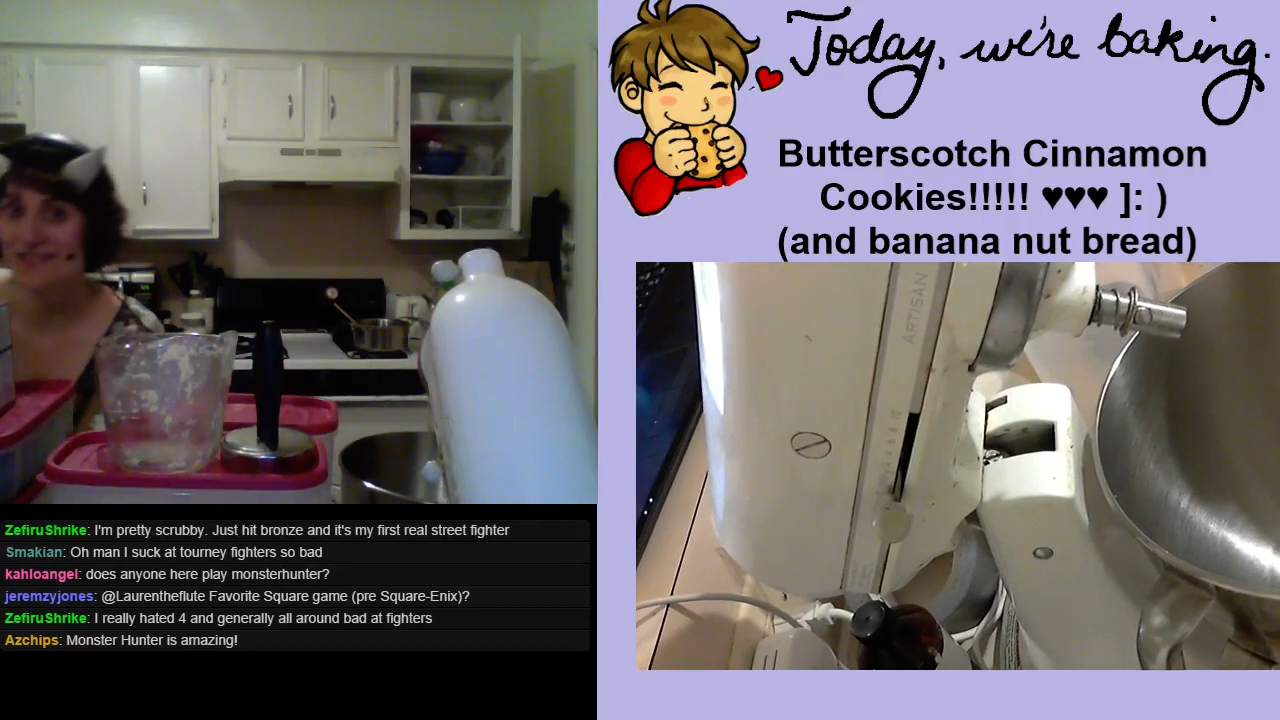 Today, we're baking.
Butterscotch Cinnamon
Cookies!!!!! ♥♥♥ ]: )
(and banana nut bread)
ARTISAN
ZefiruShrike: I'm pretty scrubby. Just hit bronze and it's my first real street fighter
Smakian: Oh man I suck at tourney fighters so bad
kahloangel: does anyone here play monsterhunter?
jeremzyjones: @Laurentheflute Favorite Square game (pre Square-Enix)?
ZefiruShrike: I really hated 4 and generally all around bad at fighters
Azchips: Monster Hunter is amazing!